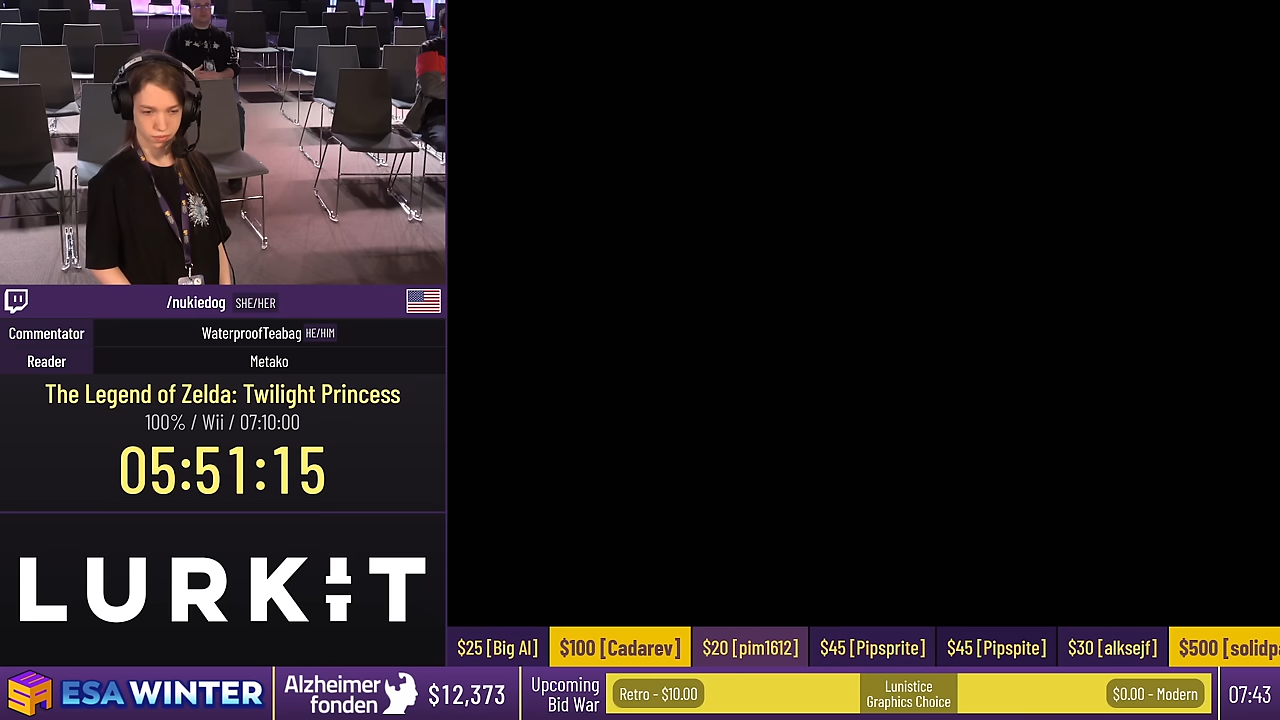 /nukiedog SHE/HER
Commentator WaterproofTeabag HE/HIM
Reader Metako
The Legend of Zelda: Twilight Princess
100% / Wii / 07:10:00
05:51:15
LURKIT
$25 [Big Al] $100 [Cadarev] $20 [pim1612] $45 [Pipsprite] $45 [Pipspite] $30 [alksejf] $500 [solidpa
ESA WINTER
Alzheimer
fonden
$12,373
Upcoming
Bid War
Retro - $10.00
Lunistice
Graphics Choice
$0.00 - Modern
07:43